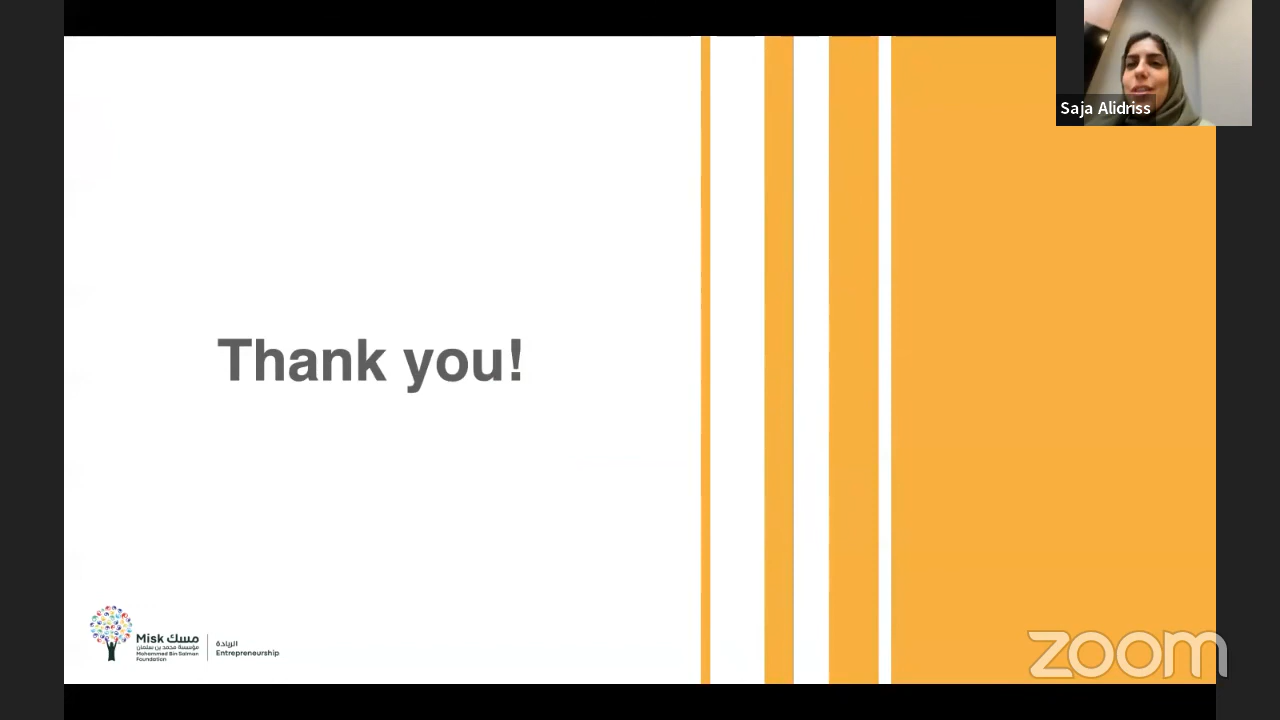 Saja Alidriss
Thank you!
Misk مسك
مؤسسة محمد بن سلمان
Mohammed Bin Salman
Foundation
الريادة
Entrepreneurship
zoom